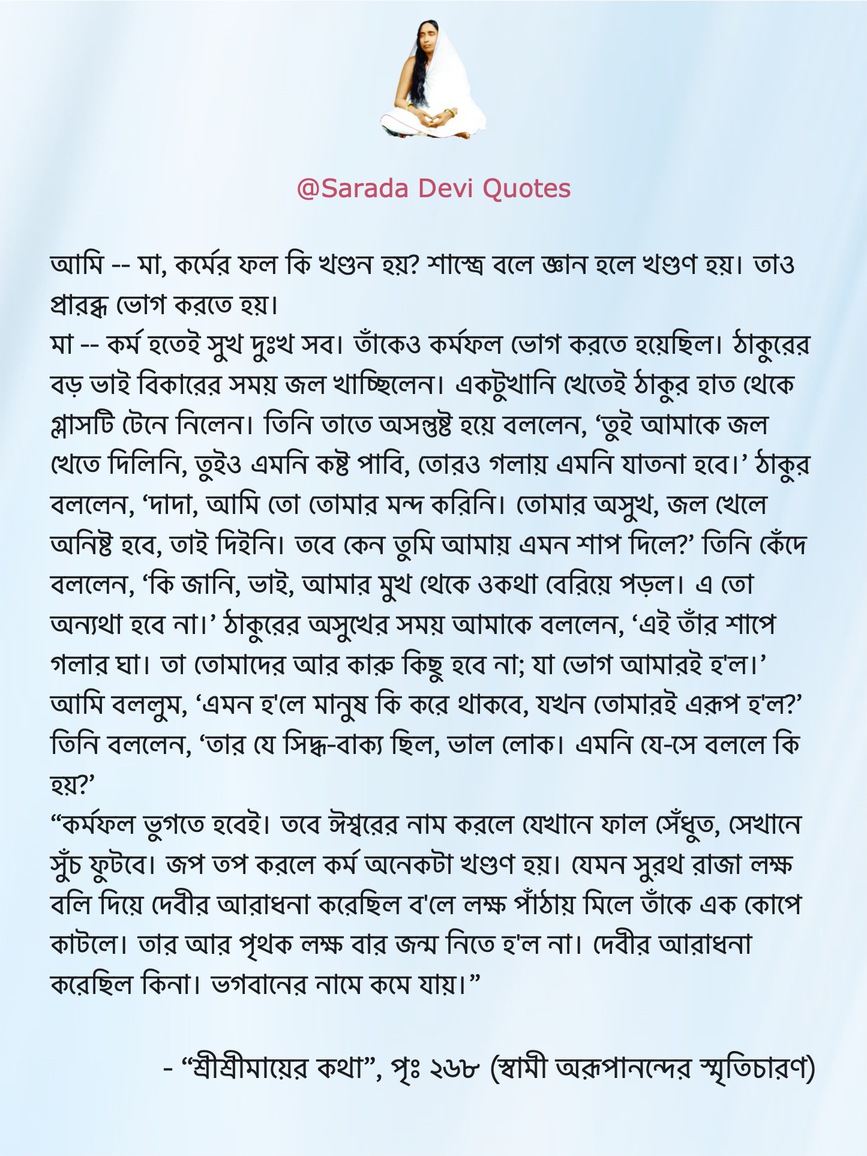 @Sarada Devi Quotes
আমি -- মা, কর্মের ফল কি খণ্ডন হয়? শাস্ত্রে বলে জ্ঞান হলে খণ্ডণ হয়। তাও
প্রারব্ধ ভোগ করতে হয়।
মা -- কর্ম হতেই সুখ দুঃখ সব। তাঁকেও কর্মফল ভোগ করতে হয়েছিল। ঠাকুরের
বড় ভাই বিকারের সময় জল খাচ্ছিলেন। একটুখানি খেতেই ঠাকুর হাত থেকে
গ্লাসটি টেনে নিলেন। তিনি তাতে অসন্তুষ্ট হয়ে বললেন, ‘তুই আমাকে জল
খেতে দিলিনি, তুইও এমনি কষ্ট পাবি, তোরও গলায় এমনি যাতনা হবে।’ ঠাকুর
বললেন, ‘দাদা, আমি তো তোমার মন্দ করিনি। তোমার অসুখ, জল খেলে
অনিষ্ট হবে, তাই দিইনি। তবে কেন তুমি আমায় এমন শাপ দিলে?’ তিনি কেঁদে
বললেন, ‘কি জানি, ভাই, আমার মুখ থেকে ওকথা বেরিয়ে পড়ল। এ তো
অন্যথা হবে না।’ ঠাকুরের অসুখের সময় আমাকে বললেন, ‘এই তাঁর শাপে
গলার ঘা। তা তোমাদের আর কারু কিছু হবে না; যা ভোগ আমারই হ'ল।’
আমি বললুম, ‘এমন হ'লে মানুষ কি করে থাকবে, যখন তোমারই এরূপ হ'ল?’
তিনি বললেন, ‘তার যে সিদ্ধ-বাক্য ছিল, ভাল লোক। এমনি যে-সে বললে কি
হয়?’
“কর্মফল ভুগতে হবেই। তবে ঈশ্বরের নাম করলে যেখানে ফাল সেঁধুত, সেখানে
সুঁচ ফুটবে। জপ তপ করলে কর্ম অনেকটা খণ্ডণ হয়। যেমন সুরথ রাজা লক্ষ
বলি দিয়ে দেবীর আরাধনা করেছিল ব'লে লক্ষ পাঁঠায় মিলে তাঁকে এক কোপে
কাটলে। তার আর পৃথক লক্ষ বার জন্ম নিতে হ'ল না। দেবীর আরাধনা
করেছিল কিনা। ভগবানের নামে কমে যায়।”
- “শ্রীশ্রীমায়ের কথা”, পৃঃ ২৬৮ (স্বামী অরূপানন্দের স্মৃতিচারণ)